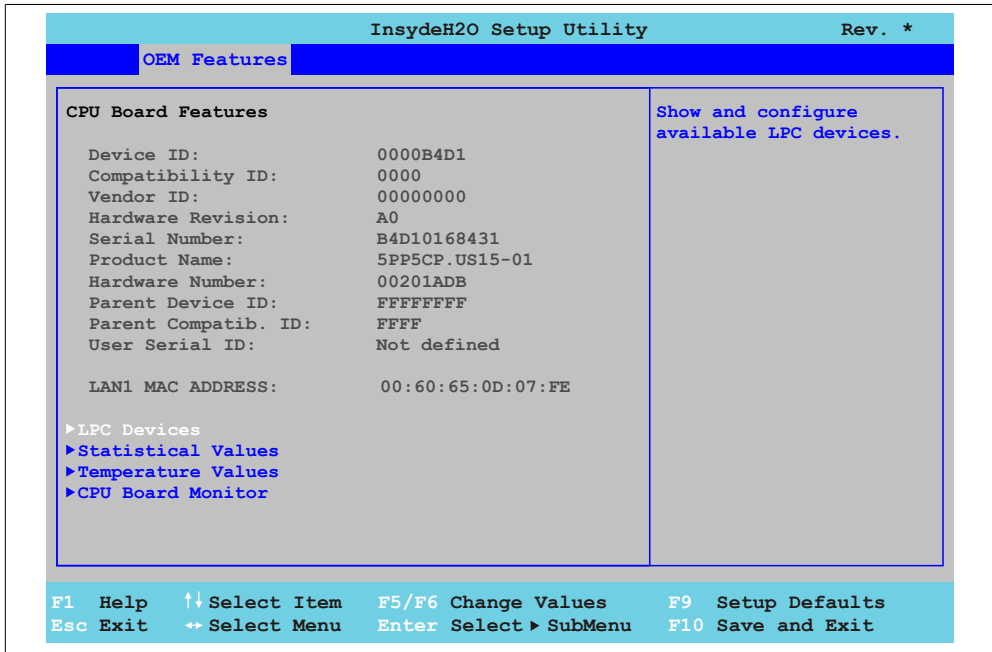 InsydeH2O Setup Utility Rev. *
OEM Features
CPU Board Features
Show and configure
available LPC devices.
Device ID: 0000B4D1
Compatibility ID: 0000
Vendor ID: 00000000
Hardware Revision: A0
Serial Number: B4D10168431
Product Name: 5PP5CP.US15-01
Hardware Number: 00201ADB
Parent Device ID: FFFFFFFF
Parent Compatib. ID: FFFF
User Serial ID: Not defined
LAN1 MAC ADDRESS: 00:60:65:0D:07:FE
▶LPC Devices
▶Statistical Values
▶Temperature Values
▶CPU Board Monitor
F1 Help ↑↓ Select Item F5/F6 Change Values F9 Setup Defaults
Esc Exit ↔ Select Menu Enter Select ▶ SubMenu F10 Save and Exit